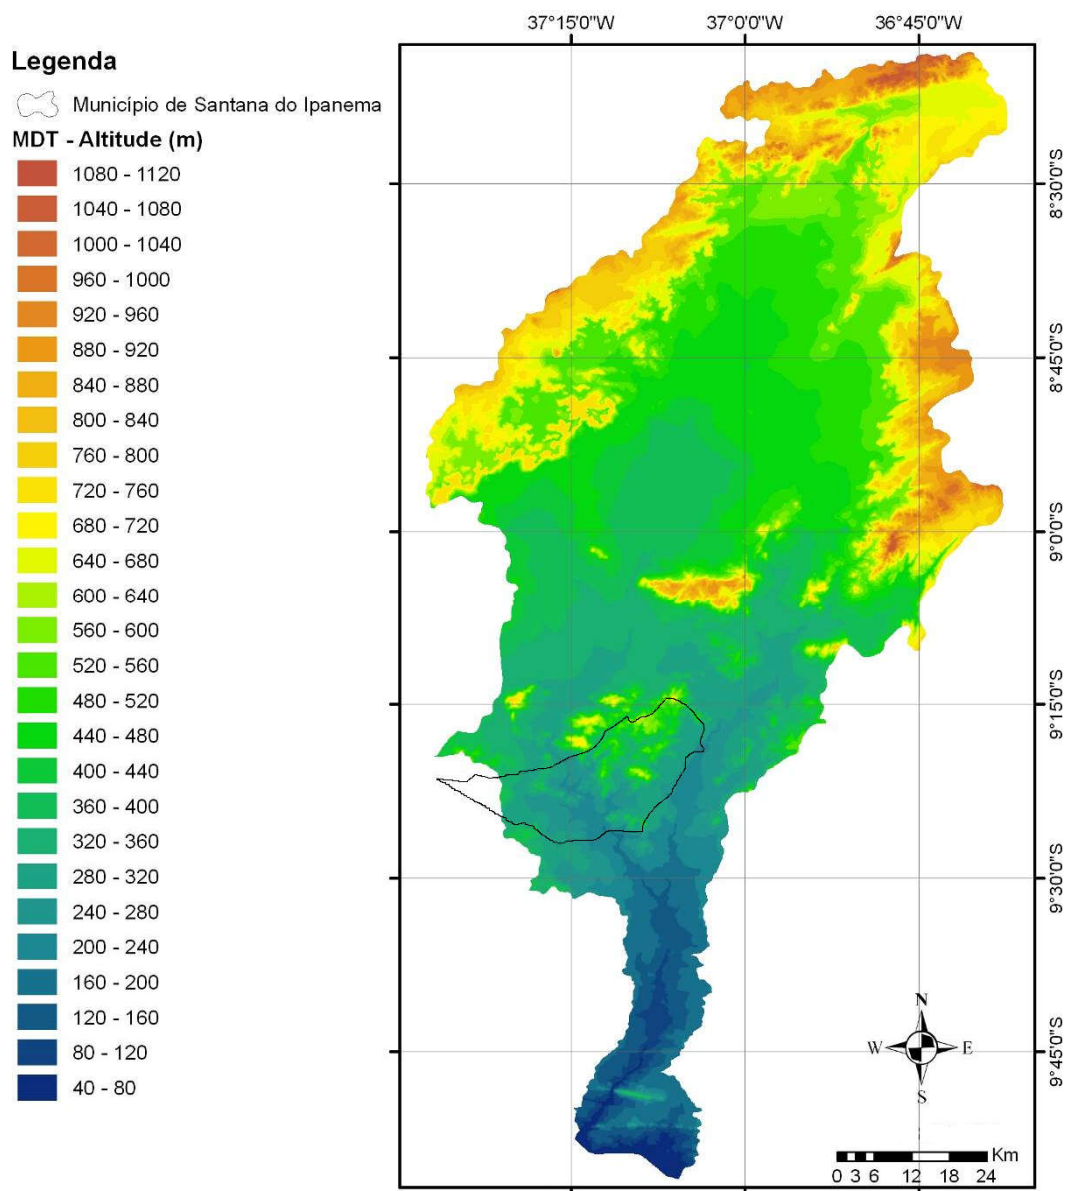 37°15'0"W 37°0'0"W 36°45'0"W
Legenda
Município de Santana do Ipanema
MDT - Altitude (m)
1080 - 1120
1040 - 1080
1000 - 1040
960 - 1000
920 - 960
880 - 920
840 - 880
800 - 840
760 - 800
720 - 760
680 - 720
640 - 680
600 - 640
560 - 600
520 - 560
480 - 520
440 - 480
400 - 440
360 - 400
320 - 360
280 - 320
240 - 280
200 - 240
160 - 200
120 - 160
80 - 120
40 - 80
8°30'0"S
8°45'0"S
9°0'0"S
9°15'0"S
9°30'0"S
9°45'0"S
N
W E
S
Km
0 3 6 12 18 24